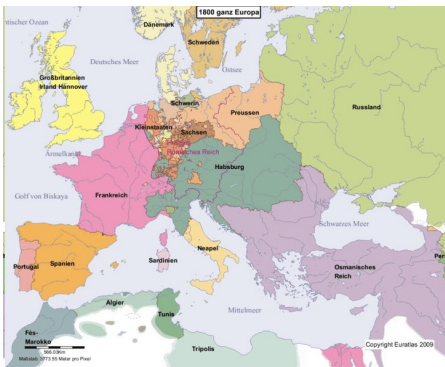 1800 ganz Europa
Dänemark
Schweden
Deutsches Meer
Ostsee
Großbritannien
Irland Hannover
Schwerin
Preussen
Russland
Kleinstaaten
Sachsen
Römisches Reich
Ärmelkanal
Habsburg
Golf von Biskaya
Frankreich
Schwarzes Meer
Portugal
Spanien
Neapel
Sardinien
Osmanisches
Reich
Algier
Tunis
Mittelmeer
Fès-
Marokko
Tripolis
Copyright Euratlas 2009